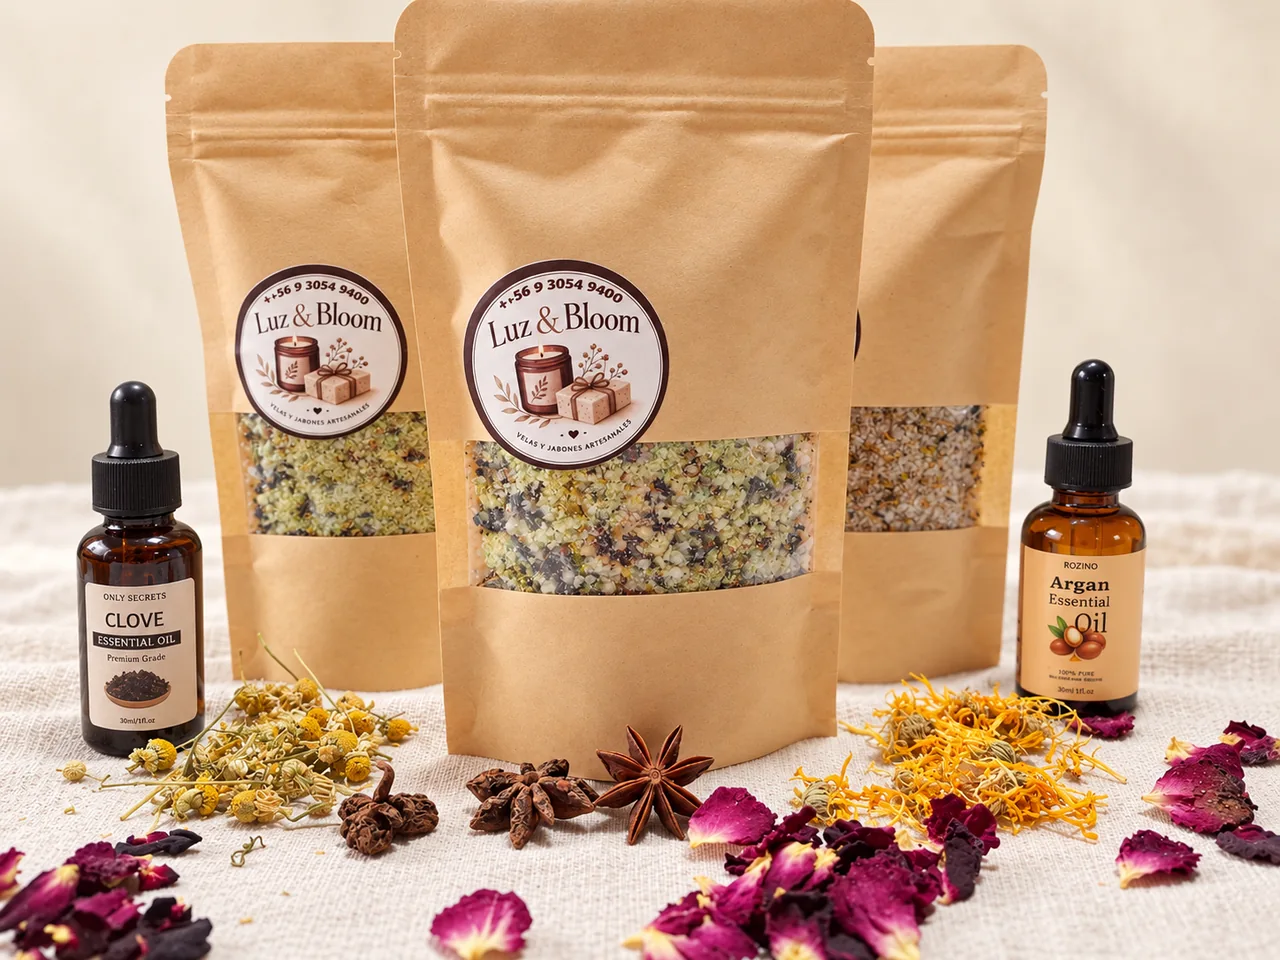 ++56 9 3054 9400
Luz & Bloom
VELAS Y JABONES ARTESANALES
++56 9 3054 9400
Luz & Bloom
VELAS Y JABONES ARTESANALES
ONLY SECRETS
CLOVE
ESSENTIAL OIL
Premium Grade
30ml/1fl.oz
ROZINO
Argan
Essential
Oil
100% PURE
30ml/1fl.oz